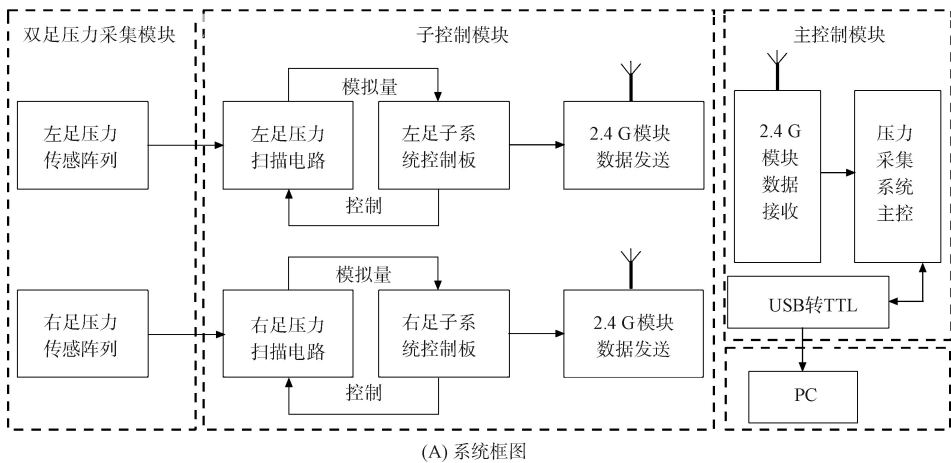 双足压力采集模块
子控制模块
主控制模块
模拟量
左足压力
传感阵列
左足压力
扫描电路
左足子系
统控制板
2.4 G模块
数据发送
控制
2.4 G
模块
数据
接收
压力
采集
系统
主控
模拟量
右足压力
传感阵列
右足压力
扫描电路
右足子系
统控制板
2.4 G模块
数据发送
控制
USB转TTL
PC
(A) 系统框图